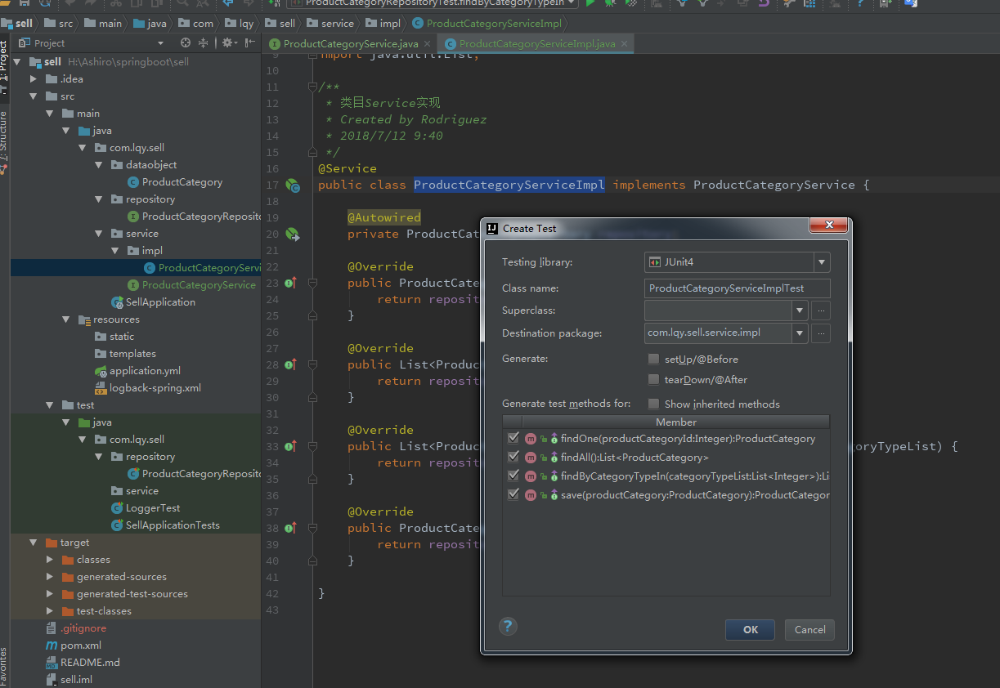 ProductCategoryRepositoryTest.findByCategoryTypeIn
sell src main java com lqy sell service impl ProductCategoryServiceImpl
Project
ProductCategoryService.java ProductCategoryServiceImpl.java
1: Project
7: Structure
Favorites
sell H:\Ashiro\springboot\sell
.idea
src
main
java
com.lqy.sell
dataobject
ProductCategory
repository
ProductCategoryReposito
service
impl
ProductCategoryServi
ProductCategoryService
SellApplication
resources
static
templates
application.yml
logback-spring.xml
test
java
com.lqy.sell
repository
ProductCategoryReposito
service
LoggerTest
SellApplicationTests
target
classes
generated-sources
generated-test-sources
test-classes
.gitignore
pom.xml
README.md
sell.iml
9 import java.util.List;
10
11 /**
12 * 类目Service实现
13 * Created by Rodriguez
14 * 2018/7/12 9:40
15 */
16 @Service
17 public class ProductCategoryServiceImpl implements ProductCategoryService {
18
19 @Autowired
20 private ProductCat
21
22 @Override
23 public ProductCate
24 return reposit
25 }
26
27 @Override
28 public List<Produc
29 return reposit
30 }
31
32 @Override
33 public List<Produc oryTypeList) {
34 return reposit
35 }
36
37 @Override
38 public ProductCate
39 return reposit
40 }
41
42 }
43
Create Test
Testing library: JUnit4
Class name: ProductCategoryServiceImplTest
Superclass: ...
Destination package: com.lqy.sell.service.impl ...
Generate: setUp/@Before
tearDown/@After
Generate test methods for: Show inherited methods
Member
findOne(productCategoryId:Integer):ProductCategory
findAll():List<ProductCategory>
findByCategoryTypeIn(categoryTypeList:List<Integer>):Li
save(productCategory:ProductCategory):ProductCategor
? OK Cancel